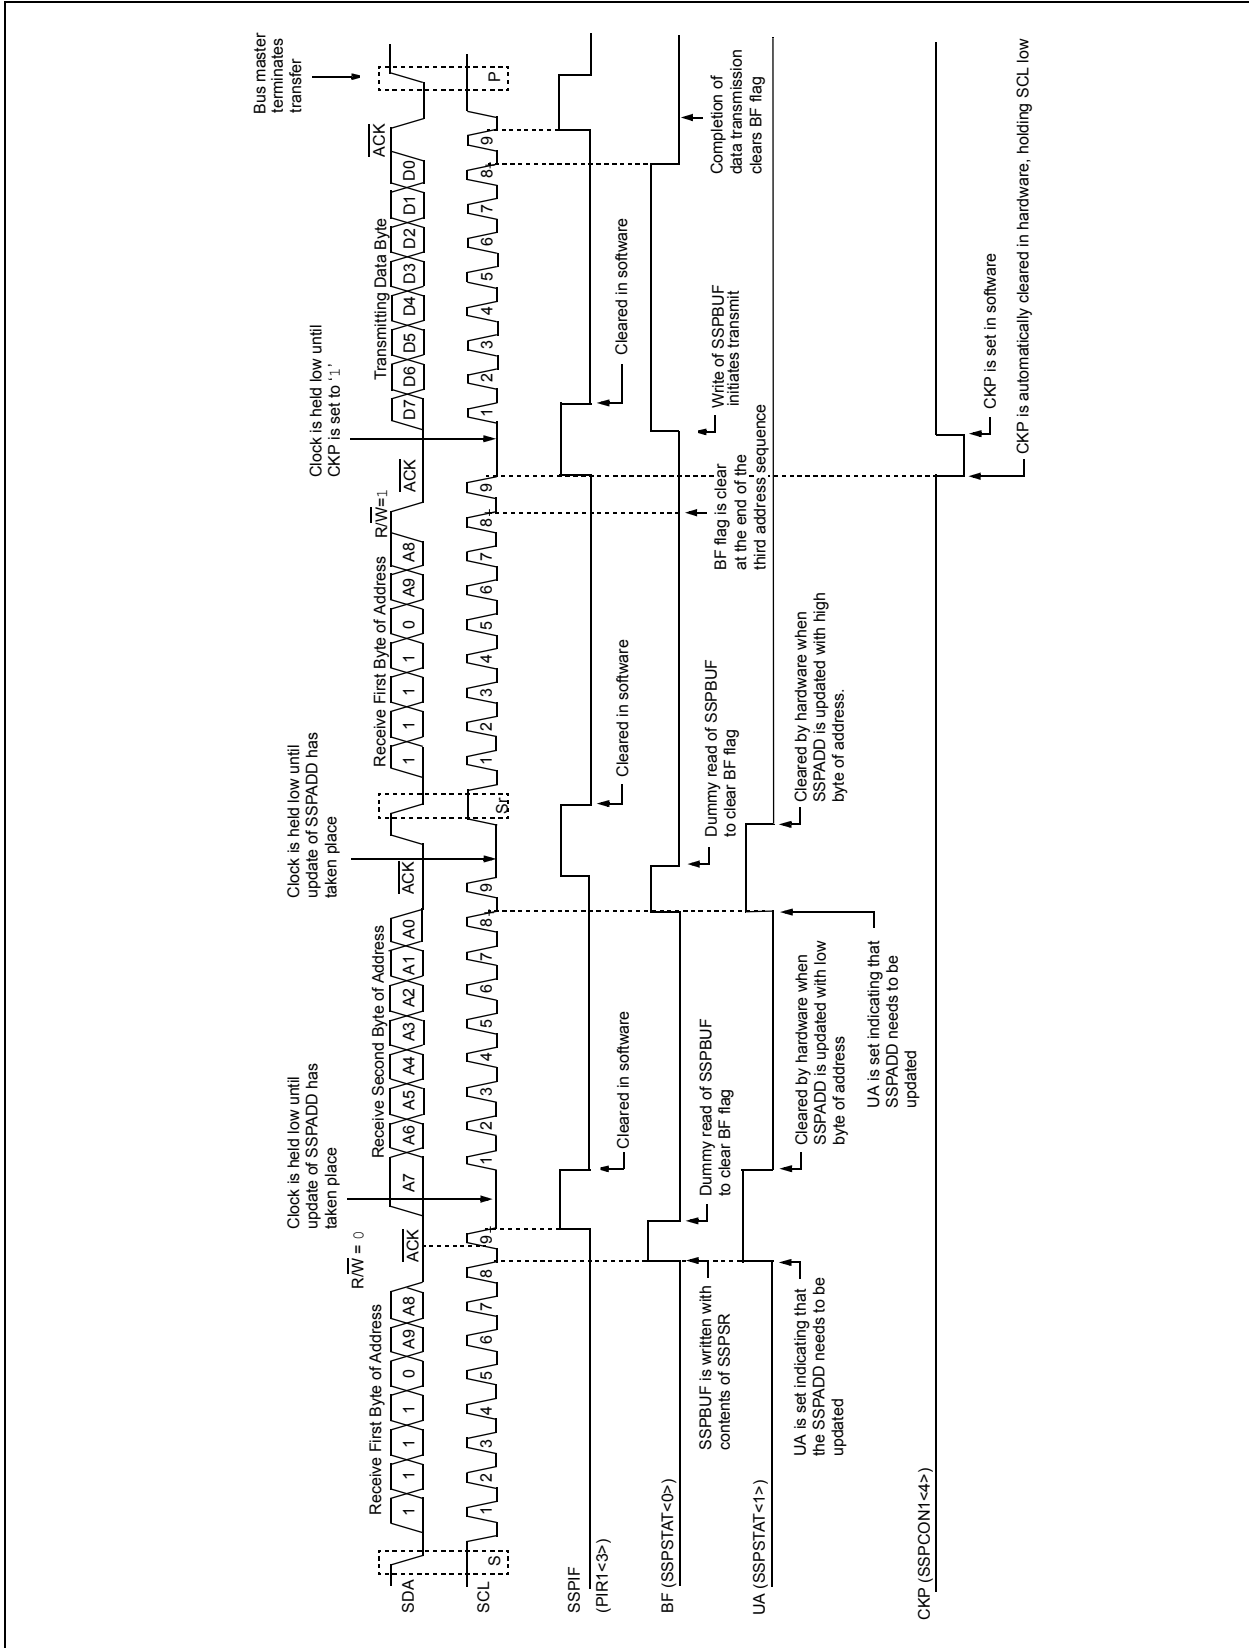 Bus master
terminates
transfer
Clock is held low until
CKP is set to ‘1’
Clock is held low until
update of SSPADD has
taken place
Clock is held low until
update of SSPADD has
taken place
R/W = 0
R/W=1
Receive First Byte of Address
ACK
Receive Second Byte of Address
ACK
Receive First Byte of Address
ACK
Transmitting Data Byte
ACK
SDA
1 1 1 1 0 A9 A8
A7 A6 A5 A4 A3 A2 A1 A0
1 1 1 1 0 A9 A8
D7 D6 D5 D4 D3 D2 D1 D0
SCL
S 1 2 3 4 5 6 7 8 9 1 2 3 4 5 6 7 8 9 Sr 1 2 3 4 5 6 7 8 9 1 2 3 4 5 6 7 8 9 P
SSPIF
(PIR1<3>)
Cleared in software
Cleared in software
Cleared in software
BF (SSPSTAT<0>)
SSPBUF is written with
contents of SSPSR
Dummy read of SSPBUF
to clear BF flag
Dummy read of SSPBUF
to clear BF flag
BF flag is clear
at the end of the
third address sequence
Write of SSPBUF
initiates transmit
Completion of
data transmission
clears BF flag
UA (SSPSTAT<1>)
UA is set indicating that
the SSPADD needs to be
updated
Cleared by hardware when
SSPADD is updated with low
byte of address
UA is set indicating that
SSPADD needs to be
updated
Cleared by hardware when
SSPADD is updated with high
byte of address.
CKP (SSPCON1<4>)
CKP is set in software
CKP is automatically cleared in hardware, holding SCL low